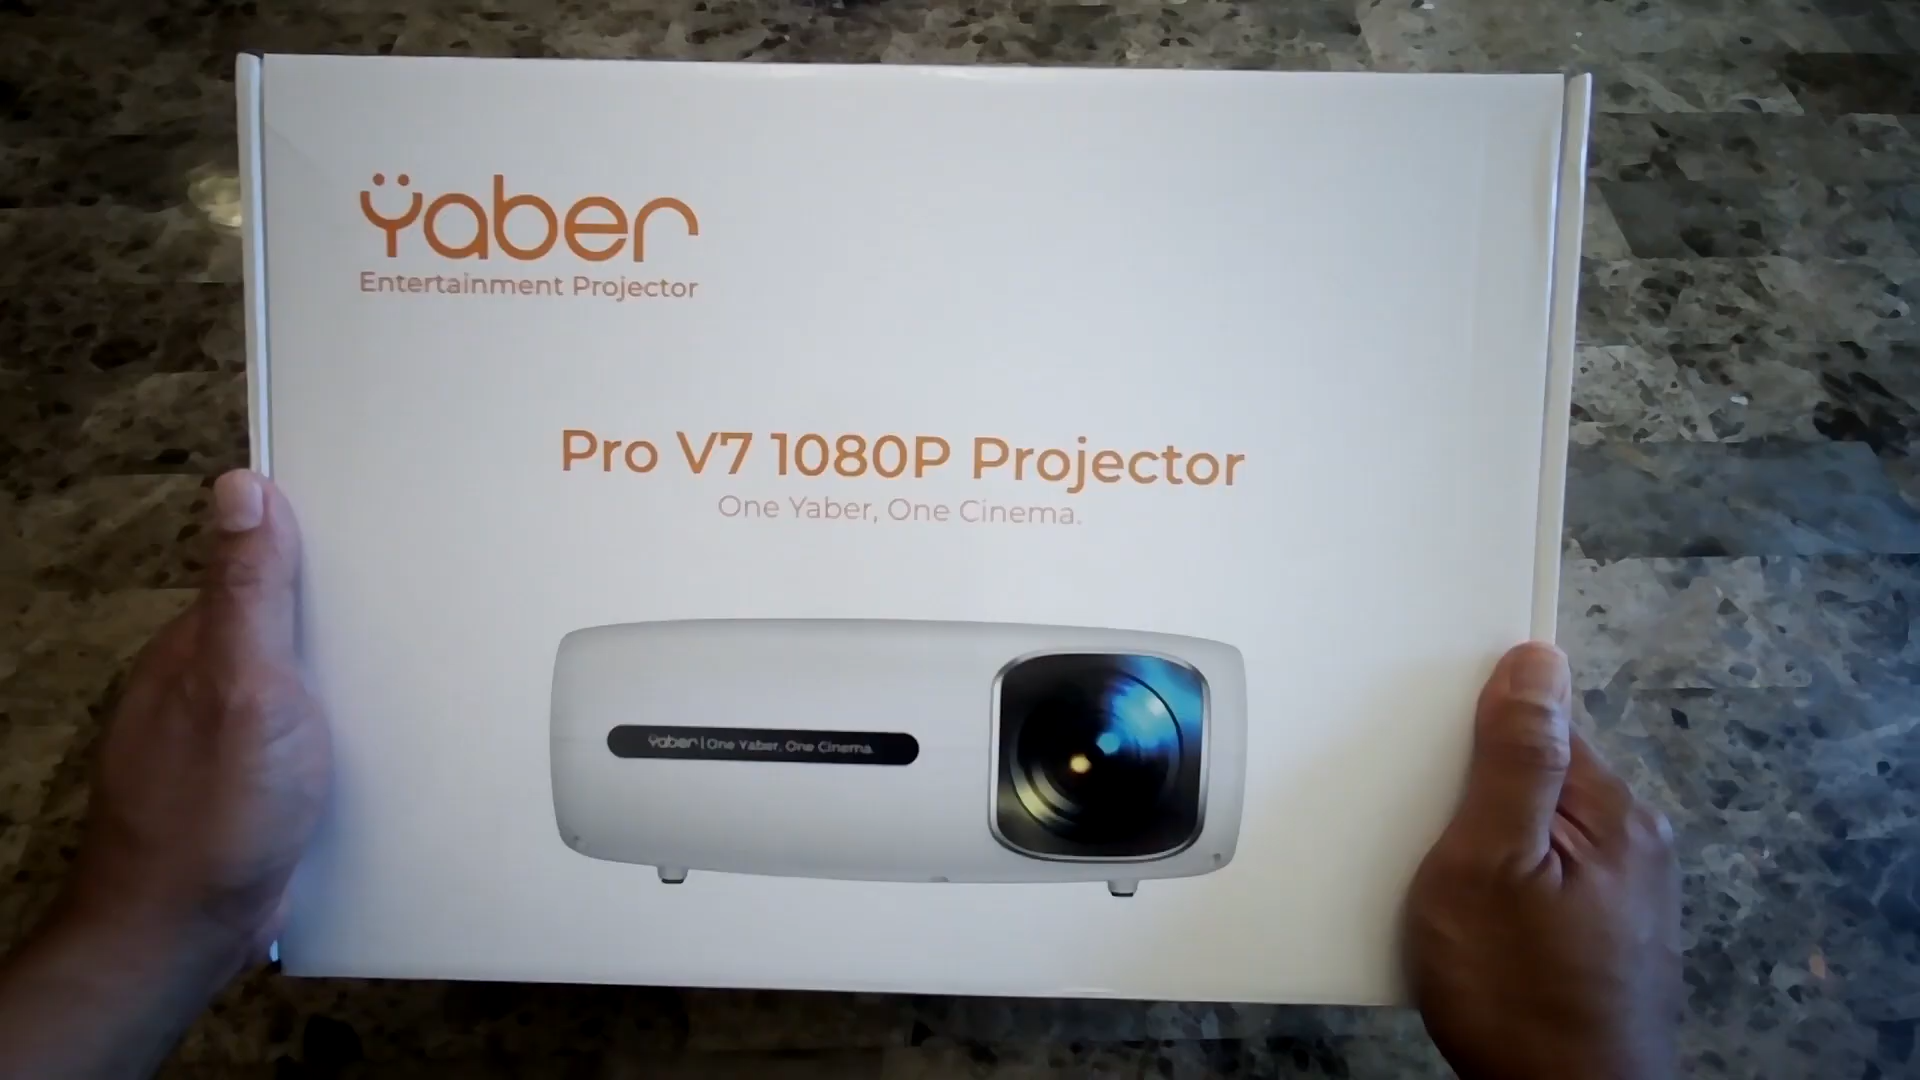 Yaber
Entertainment Projector
Pro V7 1080P Projector
One Yaber, One Cinema.
Yaber | One Yaber, One Cinema.